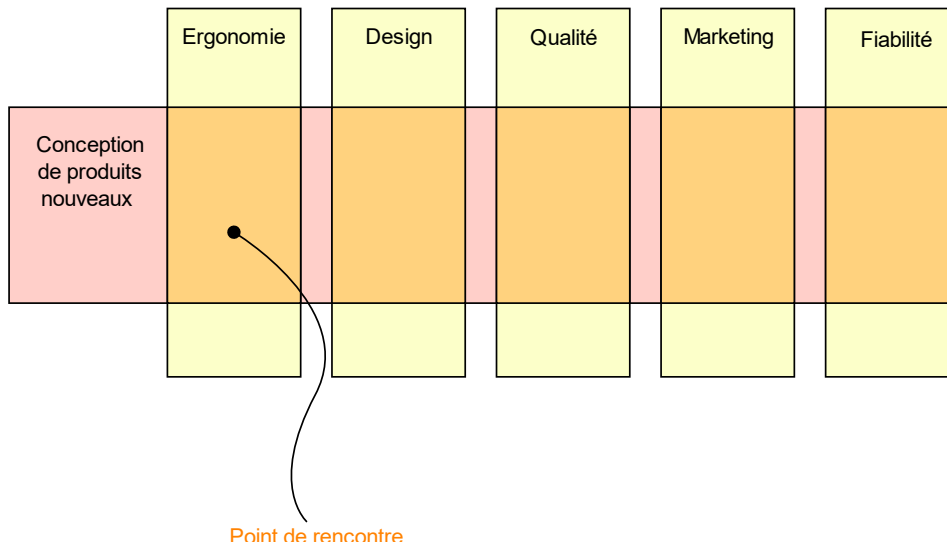 Ergonomie
Design
Qualité
Marketing
Fiabilité
Conception
de produits
nouveaux
Point de rencontre